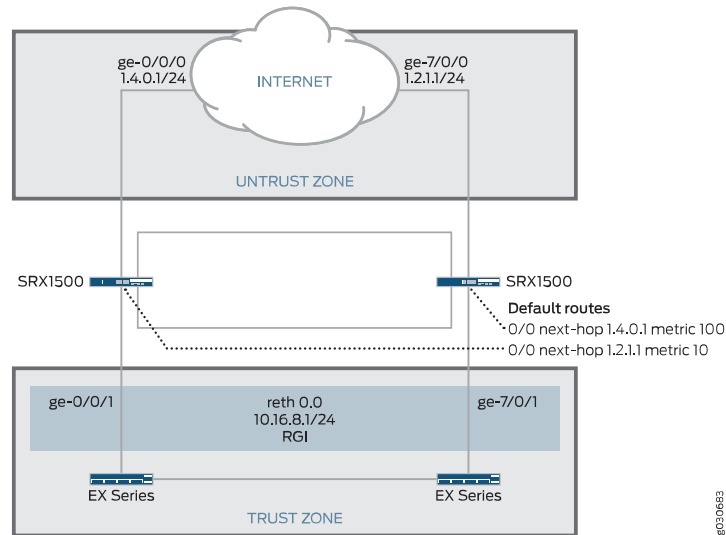 ge-0/0/0
1.4.0.1/24
INTERNET
ge-7/0/0
1.2.1.1/24
UNTRUST ZONE
SRX1500
SRX1500
Default routes
0/0 next-hop 1.4.0.1 metric 100
0/0 next-hop 1.2.1.1 metric 10
ge-0/0/1
reth 0.0
10.16.8.1/24
RGI
ge-7/0/1
EX Series
EX Series
TRUST ZONE
g030683